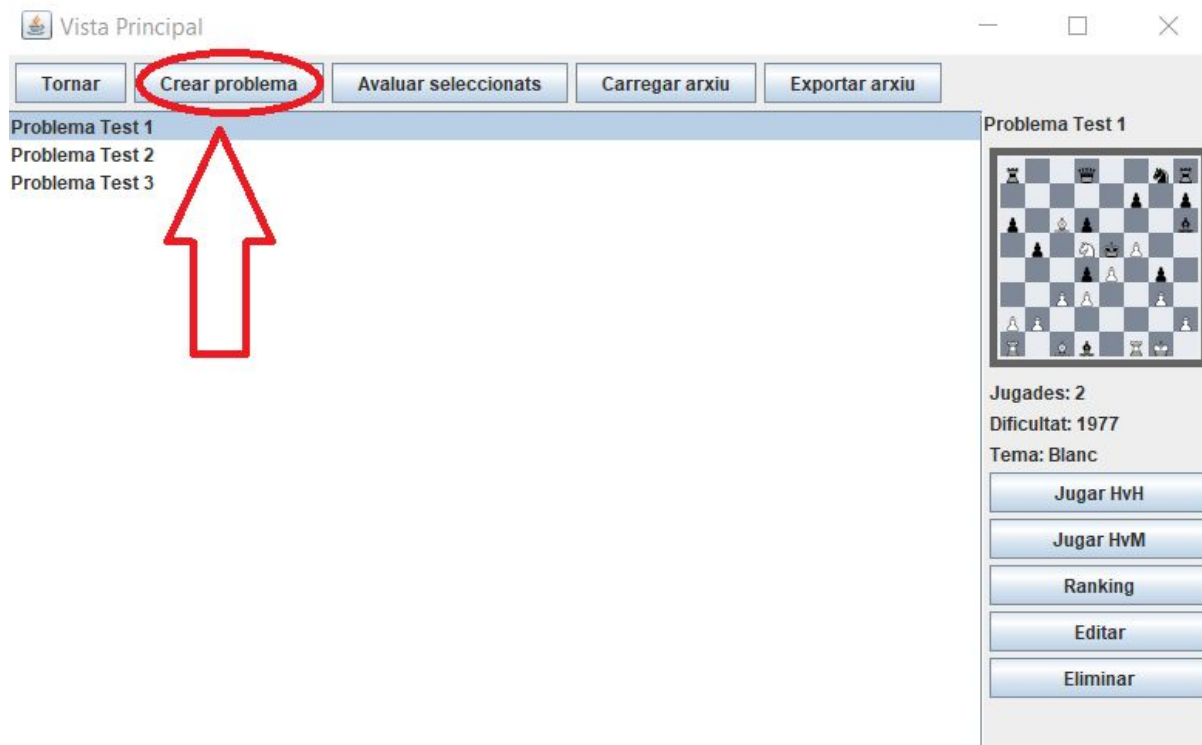 Vista Principal
Tornar Crear problema Avaluar seleccionats Carregar arxiu Exportar arxiu
Problema Test 1
Problema Test 2
Problema Test 3
Problema Test 1
Jugades: 2
Dificultat: 1977
Tema: Blanc
Jugar HvH
Jugar HvM
Ranking
Editar
Eliminar